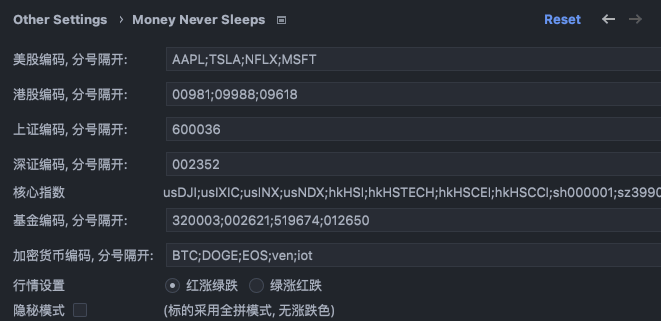 Other Settings › Money Never Sleeps Reset
美股编码, 分号隔开: AAPL;TSLA;NFLX;MSFT
港股编码, 分号隔开: 00981;09988;09618
上证编码, 分号隔开: 600036
深证编码, 分号隔开: 002352
核心指数 usDJI;usIXIC;usINX;usNDX;hkHSI;hkHSTECH;hkHSCEI;hkHSCCI;sh000001;sz3990
基金编码, 分号隔开: 320003;002621;519674;012650
加密货币编码, 分号隔开: BTC;DOGE;EOS;ven;iot
行情设置 红涨绿跌 绿涨红跌
隐秘模式 (标的采用全拼模式, 无涨跌色)